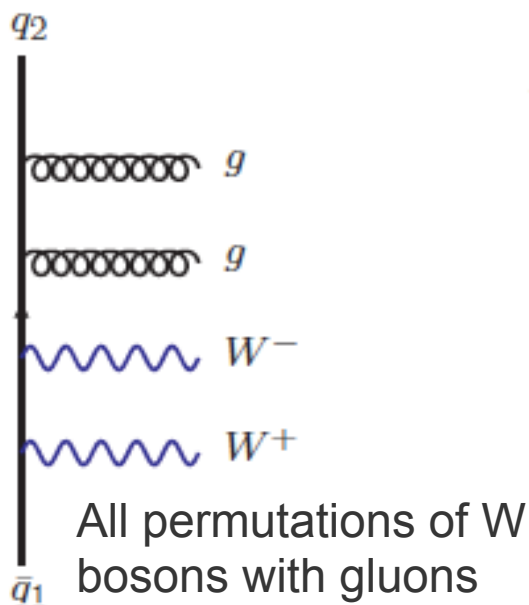 q₂
g
g
W⁻
W⁺
All permutations of W
bosons with gluons
q̄₁